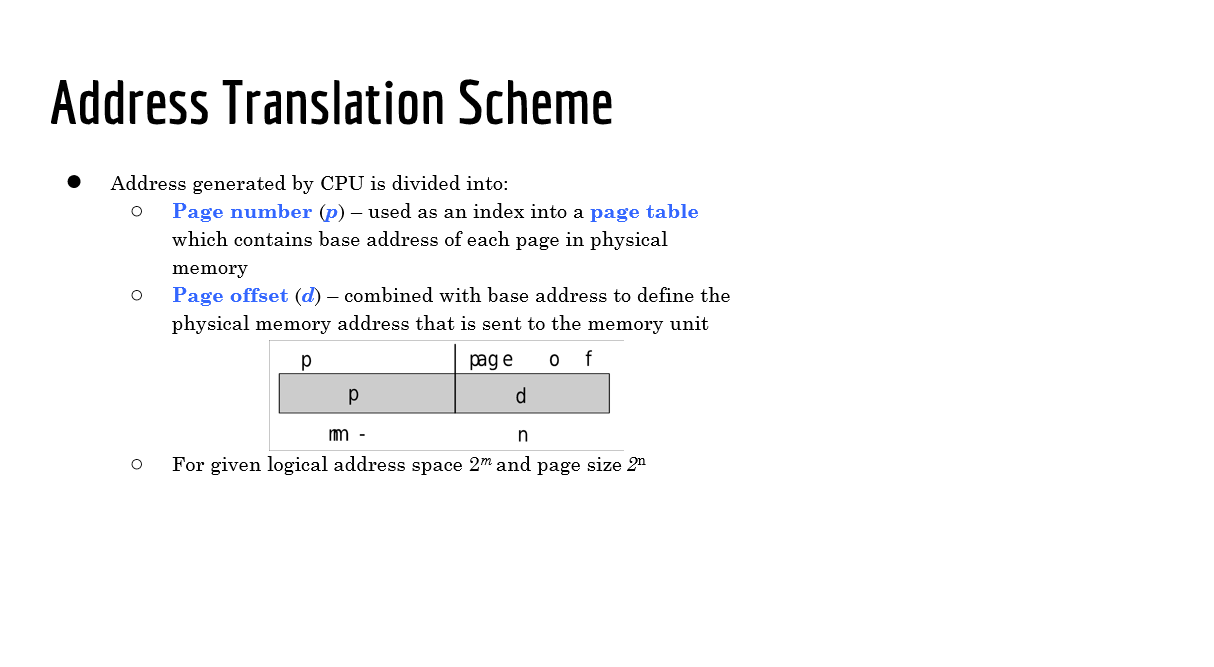 Address Translation Scheme
● Address generated by CPU is divided into:
○ Page number (p) – used as an index into a page table
which contains base address of each page in physical
memory
○ Page offset (d) – combined with base address to define the
physical memory address that is sent to the memory unit
p page o f
p d
mm - n
○ For given logical address space 2ᵐ and page size 2ⁿ